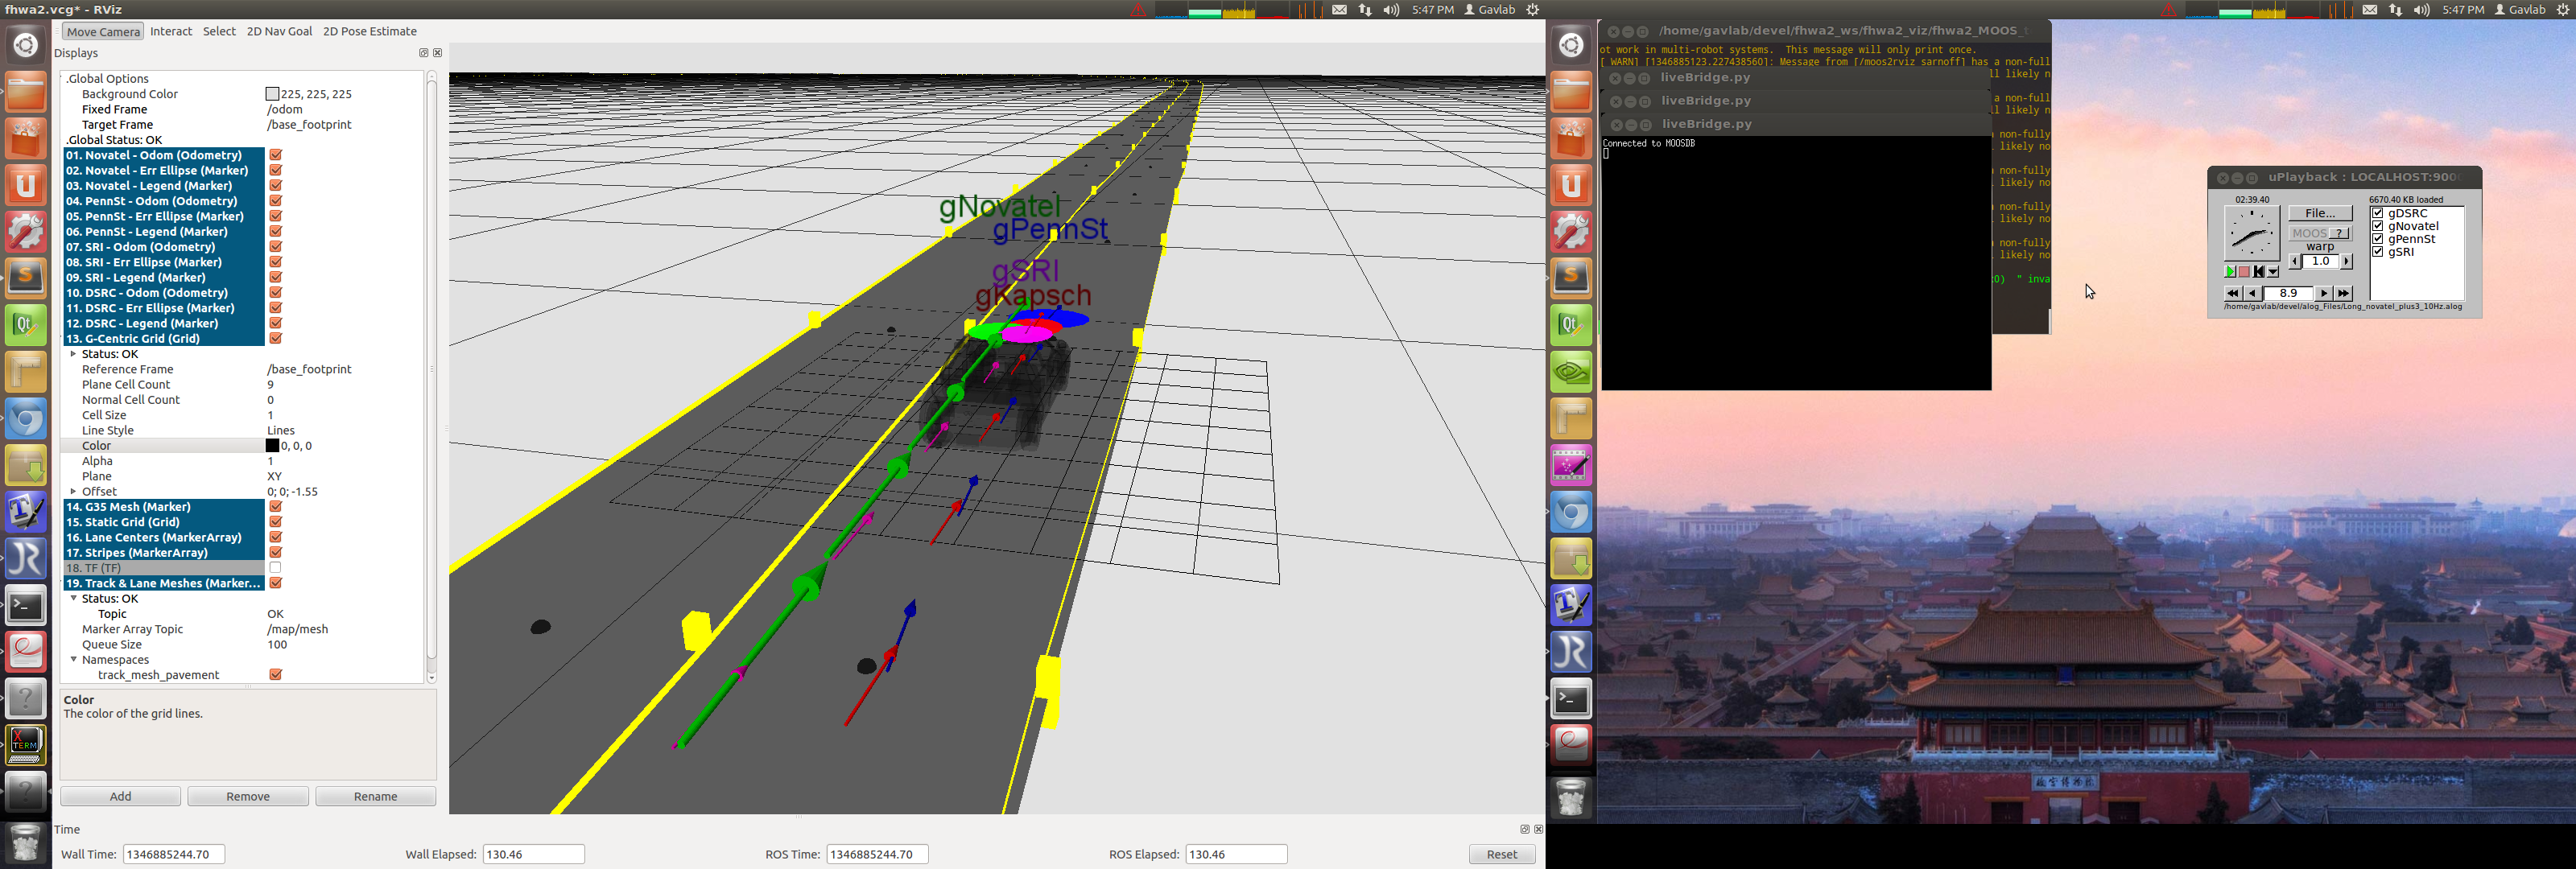 fhwa2.vcg* - RViz
5:47 PM Gavlab
Move Camera Interact Select 2D Nav Goal 2D Pose Estimate
Displays
.Global Options
Background Color 225, 225, 225
Fixed Frame /odom
Target Frame /base_footprint
.Global Status: OK
01. Novatel - Odom (Odometry)
02. Novatel - Err Ellipse (Marker)
03. Novatel - Legend (Marker)
04. PennSt - Odom (Odometry)
05. PennSt - Err Ellipse (Marker)
06. PennSt - Legend (Marker)
07. SRI - Odom (Odometry)
08. SRI - Err Ellipse (Marker)
09. SRI - Legend (Marker)
10. DSRC - Odom (Odometry)
11. DSRC - Err Ellipse (Marker)
12. DSRC - Legend (Marker)
13. G-Centric Grid (Grid)
Status: OK
Reference Frame /base_footprint
Plane Cell Count 9
Normal Cell Count 0
Cell Size 1
Line Style Lines
Color 0, 0, 0
Alpha 1
Plane XY
Offset 0; 0; -1.55
14. G35 Mesh (Marker)
15. Static Grid (Grid)
16. Lane Centers (MarkerArray)
17. Stripes (MarkerArray)
18. TF (TF)
19. Track & Lane Meshes (Marker...
Status: OK
Topic OK
Marker Array Topic /map/mesh
Queue Size 100
Namespaces
track_mesh_pavement
Color
The color of the grid lines.
Add Remove Rename
gNovatel
gPennSt
gSRI
gKapsch
Time
Wall Time: 1346885244.70 Wall Elapsed: 130.46 ROS Time: 1346885244.70 ROS Elapsed: 130.46 Reset
X
TERM
5:47 PM Gavlab
/home/gavlab/devel/fhwa2_ws/fhwa2_viz/fhwa2_MOOS_
ot work in multi-robot systems. This message will only print once.
[ WARN] [1346885123.227438560]: Message from [/moos2rviz_sarnoff] has a non-full
liveBridge.py
ll likely n
liveBridge.py
a non-full
ll likely n
liveBridge.py
Connected to MOOSDB
) " inva
uPlayback : LOCALHOST:900
02:39.40 6670.40 KB loaded
File...
MOOS ?
warp
1.0
8.9
gDSRC
gNovatel
gPennSt
gSRI
/home/gavlab/devel/alog_Files/Long_novatel_plus3_10Hz.alog